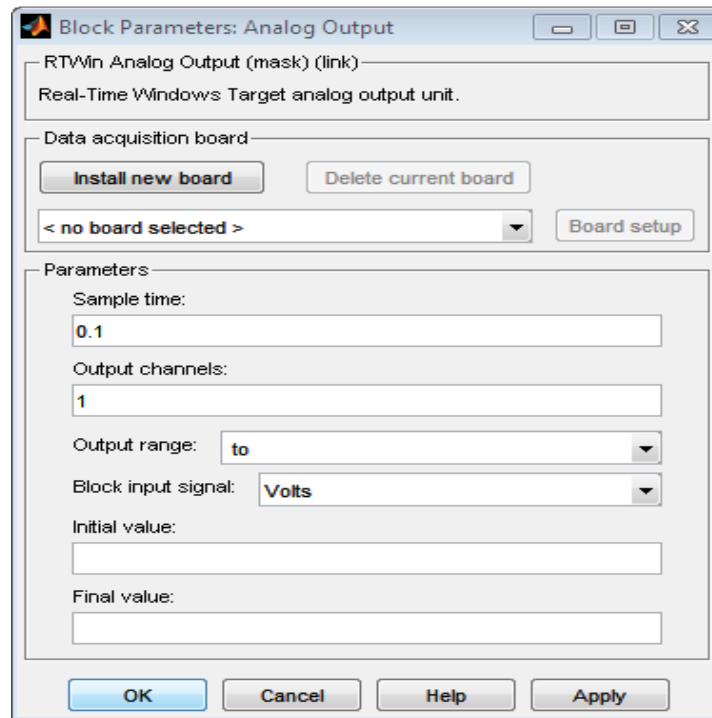 Block Parameters: Analog Output
RTWin Analog Output (mask) (link)
Real-Time Windows Target analog output unit.
Data acquisition board
Install new board Delete current board
< no board selected > Board setup
Parameters
Sample time:
0.1
Output channels:
1
Output range: to
Block input signal: Volts
Initial value:
Final value:
OK Cancel Help Apply